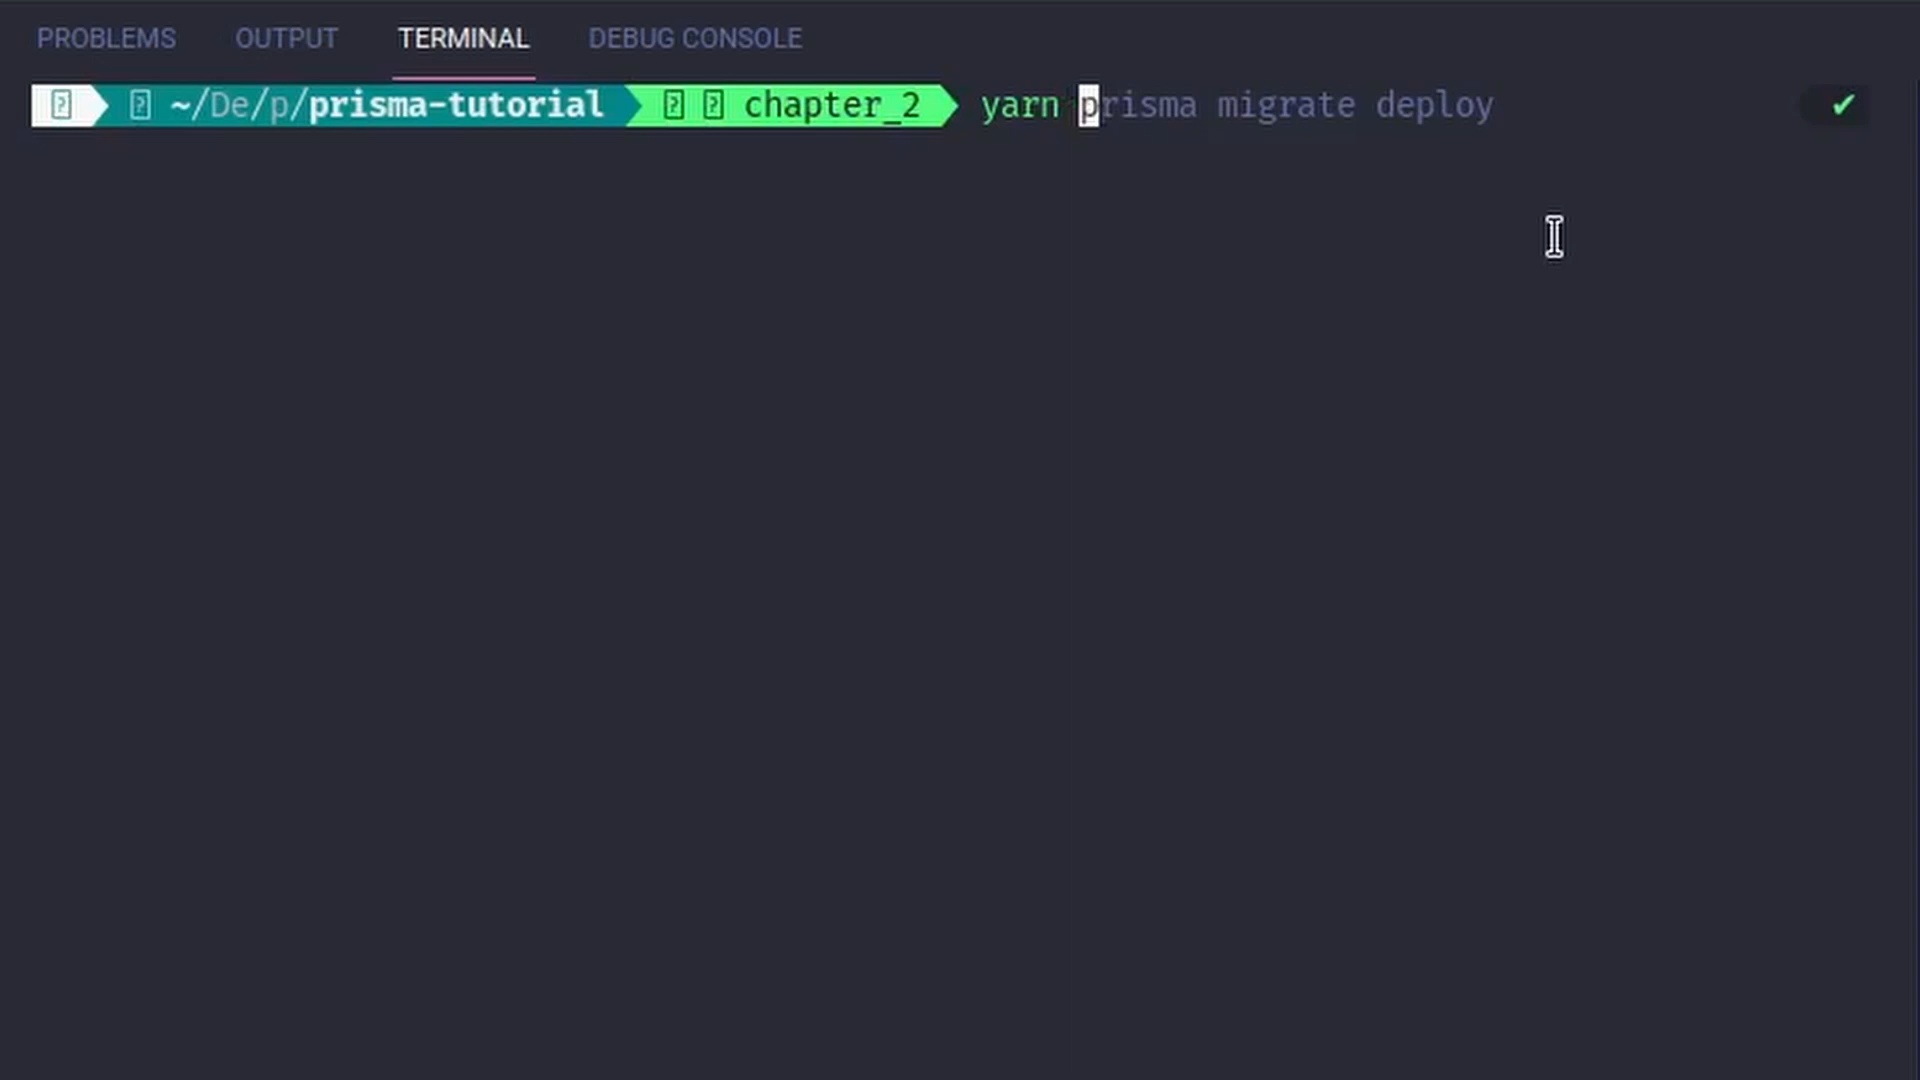 PROBLEMS OUTPUT TERMINAL DEBUG CONSOLE
~/De/p/prisma-tutorial chapter_2 yarn prisma migrate deploy ✔